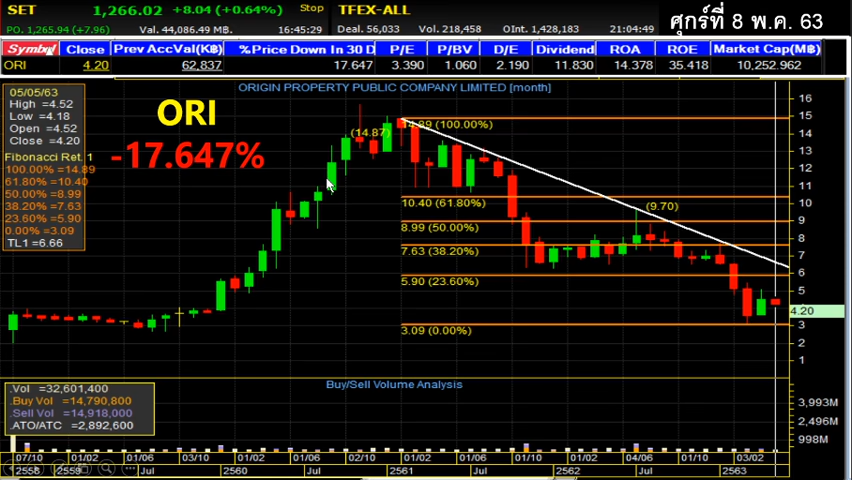 SET 1,266.02 +8.04 (+0.64%) Stop TFEX-ALL
ศุกร์ที่ 8 พ.ค. 63
PO. 1,265.94 (+7.96) Val. 44,086.49 M฿. 16:45:29 Deal. 56,033 Vol. 218,458 OInt. 1,428,183 21:04:49
Symbol Close Prev AccVal(K฿) %Price Down In 30 D P/E P/BV D/E Dividend ROA ROE Market Cap(M฿)
ORI 4.20 62,837 17.647 3.390 1.060 2.190 11.830 14.378 35.418 10,252.962
ORIGIN PROPERTY PUBLIC COMPANY LIMITED [month]
05/05/63
High =4.52
Low =4.18
Open =4.52
Close =4.20
Fibonacci Ret. 1
100.00% =14.89
61.80% =10.40
50.00% =8.99
38.20% =7.63
23.60% =5.90
0.00% =3.09
TL1 =6.66
ORI
-17.647%
(14.87)
14.89 (100.00%)
10.40 (61.80%)
(9.70)
8.99 (50.00%)
7.63 (38.20%)
5.90 (23.60%)
3.09 (0.00%)
16
15
14
13
12
11
10
9
8
7
6
5
4.20
3
2
1
Buy/Sell Volume Analysis
.Vol =32,601,400
.Buy Vol =14,790,800
.Sell Vol =14,918,000
.ATO/ATC =2,892,600
3,993M
2,496M
998M
07/10 01/02 01/06 03/10 01/02 01/06 02/10 01/02 01/06 01/10 01/02 04/06 01/10 03/02
2558 2559 Jul 2560 Jul 2561 Jul 2562 Jul 2563